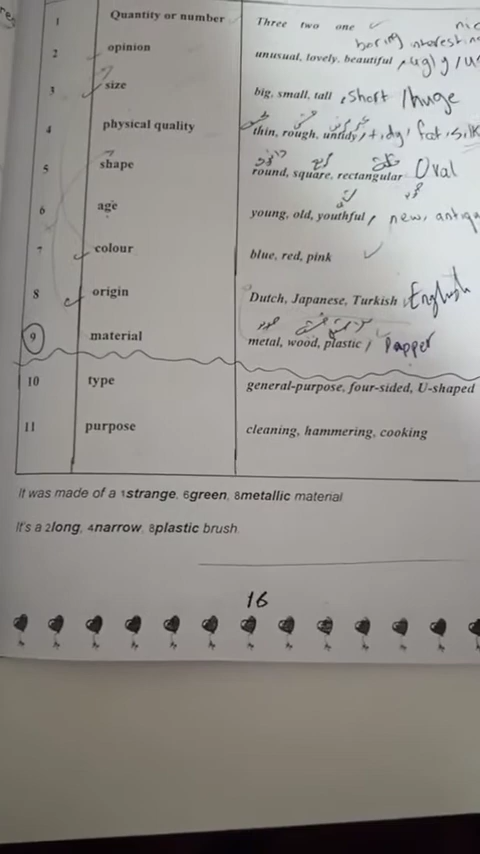 1 Quantity or number Three two one
boring interestin
2 opinion unusual, lovely, beautiful, ugly /
3 size big, small, tall, short / huge
4 physical quality thin, rough, untidy, tidy, fat, silk
5 shape round, square, rectangular Oval
6 age young, old, youthful, new, antiqu
7 colour blue, red, pink
8 origin Dutch, Japanese, Turkish, English
9 material metal, wood, plastic / Papper
10 type general-purpose, four-sided, U-shaped
11 purpose cleaning, hammering, cooking
It was made of a 1strange, 6green, 8metallic material
It's a 2long, 4narrow, 8plastic brush.
16